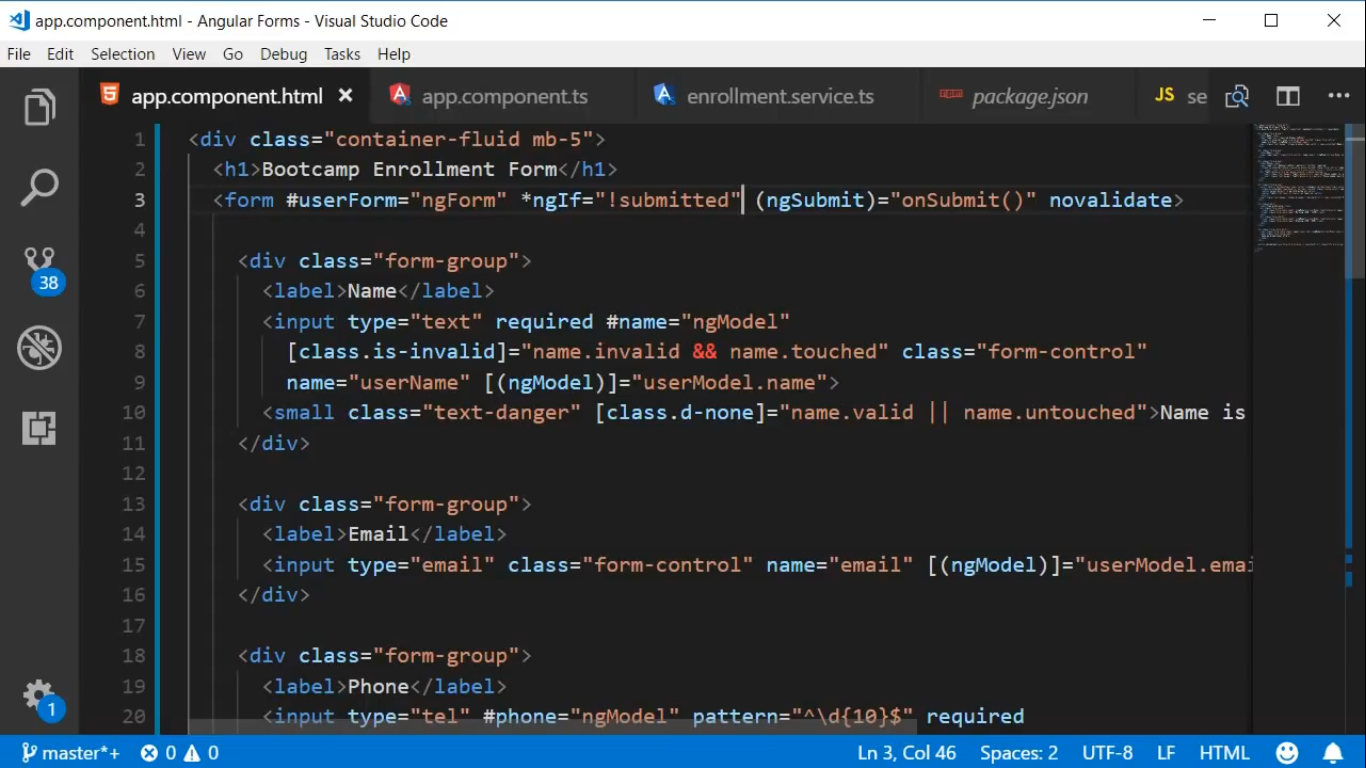 app.component.html - Angular Forms - Visual Studio Code
File Edit Selection View Go Debug Tasks Help
app.component.html app.component.ts enrollment.service.ts package.json JS se
1 <div class="container-fluid mb-5">
2 <h1>Bootcamp Enrollment Form</h1>
3 <form #userForm="ngForm" *ngIf="!submitted" (ngSubmit)="onSubmit()" novalidate>
4
5 <div class="form-group">
6 <label>Name</label>
7 <input type="text" required #name="ngModel"
8 [class.is-invalid]="name.invalid && name.touched" class="form-control"
9 name="userName" [(ngModel)]="userModel.name">
10 <small class="text-danger" [class.d-none]="name.valid || name.untouched">Name is
11 </div>
12
13 <div class="form-group">
14 <label>Email</label>
15 <input type="email" class="form-control" name="email" [(ngModel)]="userModel.emai
16 </div>
17
18 <div class="form-group">
19 <label>Phone</label>
20 <input type="tel" #phone="ngModel" pattern="^\d{10}$" required
38
1
master*+ 0 0 Ln 3, Col 46 Spaces: 2 UTF-8 LF HTML